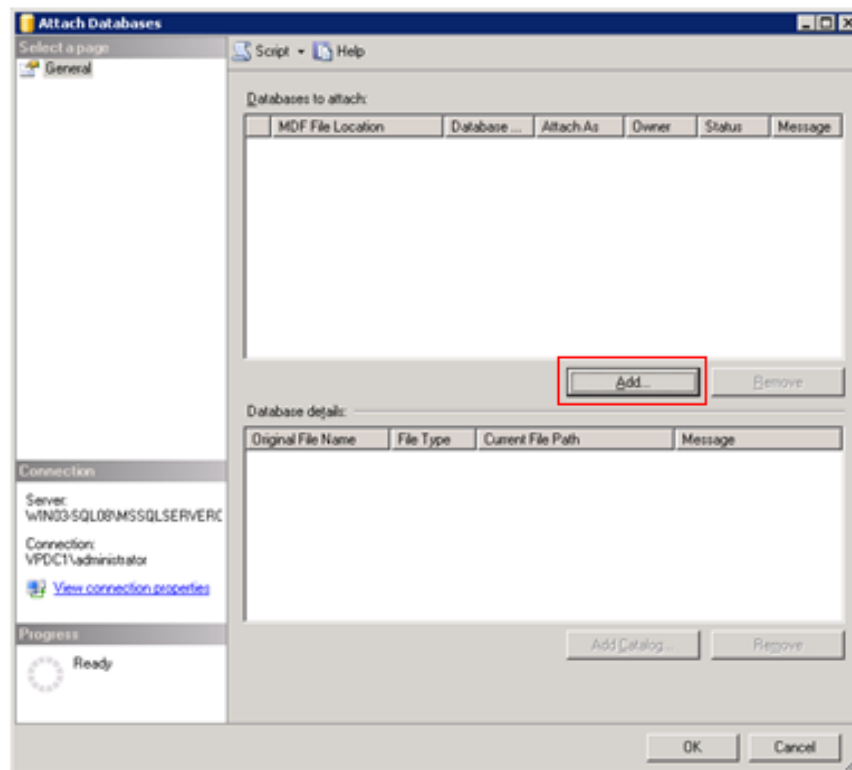 Attach Databases
Select a page
General
Script Help
Databases to attach:
MDF File Location Database ... Attach As Owner Status Message
Add... Remove
Database details:
Original File Name File Type Current File Path Message
Connection
Server:
WIN03-SQL08\MSSQLSERVERC
Connection:
VPDC1\administrator
View connection properties
Progress
Ready
Add Catalog... Remove
OK Cancel